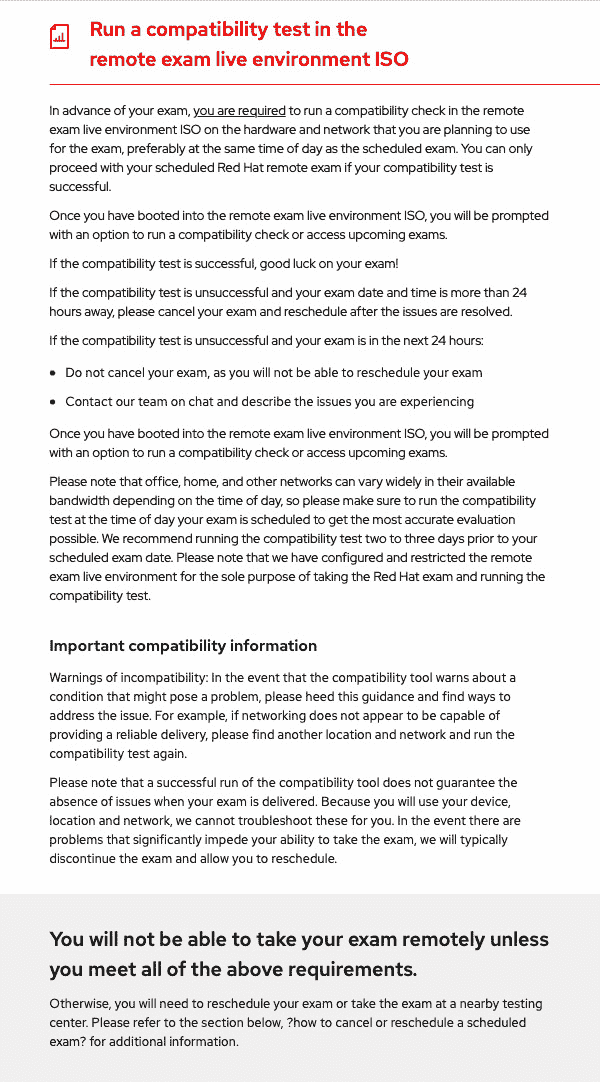 Run a compatibility test in the
remote exam live environment ISO
In advance of your exam, you are required to run a compatibility check in the remote
exam live environment ISO on the hardware and network that you are planning to use
for the exam, preferably at the same time of day as the scheduled exam. You can only
proceed with your scheduled Red Hat remote exam if your compatibility test is
successful.
Once you have booted into the remote exam live environment ISO, you will be prompted
with an option to run a compatibility check or access upcoming exams.
If the compatibility test is successful, good luck on your exam!
If the compatibility test is unsuccessful and your exam date and time is more than 24
hours away, please cancel your exam and reschedule after the issues are resolved.
If the compatibility test is unsuccessful and your exam is in the next 24 hours:
• Do not cancel your exam, as you will not be able to reschedule your exam
• Contact our team on chat and describe the issues you are experiencing
Once you have booted into the remote exam live environment ISO, you will be prompted
with an option to run a compatibility check or access upcoming exams.
Please note that office, home, and other networks can vary widely in their available
bandwidth depending on the time of day, so please make sure to run the compatibility
test at the time of day your exam is scheduled to get the most accurate evaluation
possible. We recommend running the compatibility test two to three days prior to your
scheduled exam date. Please note that we have configured and restricted the remote
exam live environment for the sole purpose of taking the Red Hat exam and running the
compatibility test.
Important compatibility information
Warnings of incompatibility: In the event that the compatibility tool warns about a
condition that might pose a problem, please heed this guidance and find ways to
address the issue. For example, if networking does not appear to be capable of
providing a reliable delivery, please find another location and network and run the
compatibility test again.
Please note that a successful run of the compatibility tool does not guarantee the
absence of issues when your exam is delivered. Because you will use your device,
location and network, we cannot troubleshoot these for you. In the event there are
problems that significantly impede your ability to take the exam, we will typically
discontinue the exam and allow you to reschedule.
You will not be able to take your exam remotely unless
you meet all of the above requirements.
Otherwise, you will need to reschedule your exam or take the exam at a nearby testing
center. Please refer to the section below, ?how to cancel or reschedule a scheduled
exam? for additional information.